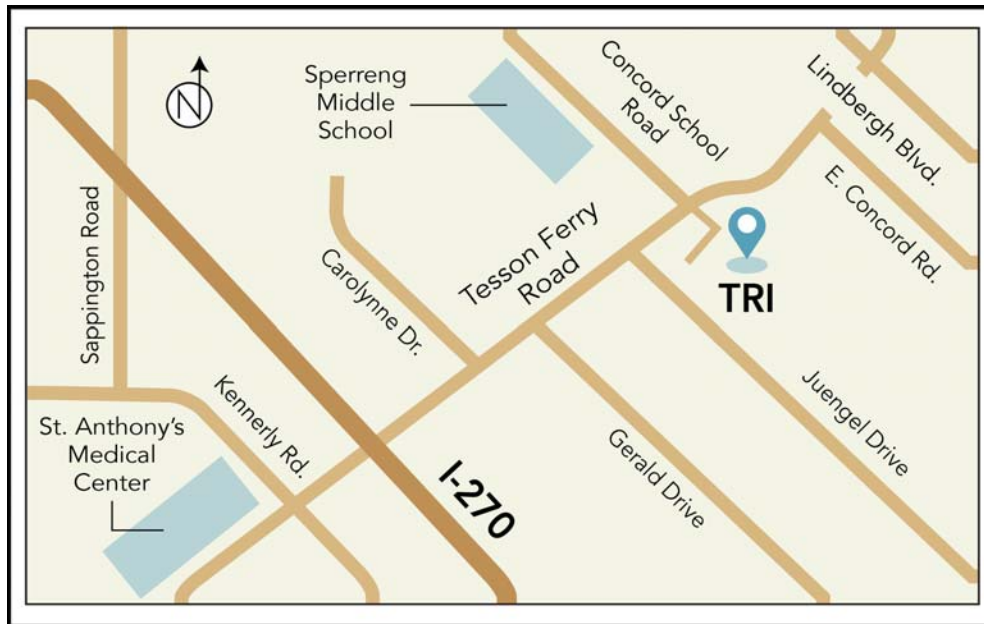 Sperreng
Middle
School
Concord School
Road
Lindbergh Blvd.
E. Concord Rd.
N
Sappington Road
Carolynne Dr.
Tesson Ferry
Road
TRI
Juengel Drive
Gerald Drive
Kennerly Rd.
I-270
St. Anthony's
Medical
Center